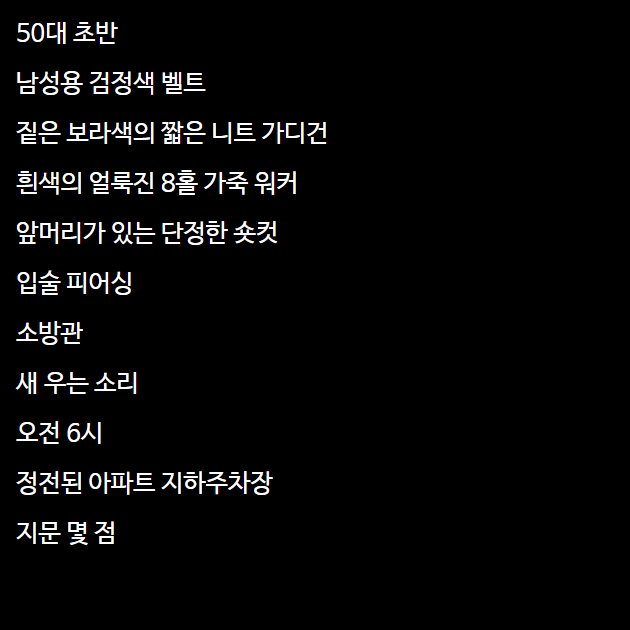 50대 초반
남성용 검정색 벨트
짙은 보라색의 짧은 니트 가디건
흰색의 얼룩진 8홀 가죽 워커
앞머리가 있는 단정한 숏컷
입술 피어싱
소방관
새 우는 소리
오전 6시
정전된 아파트 지하주차장
지문 몇 점